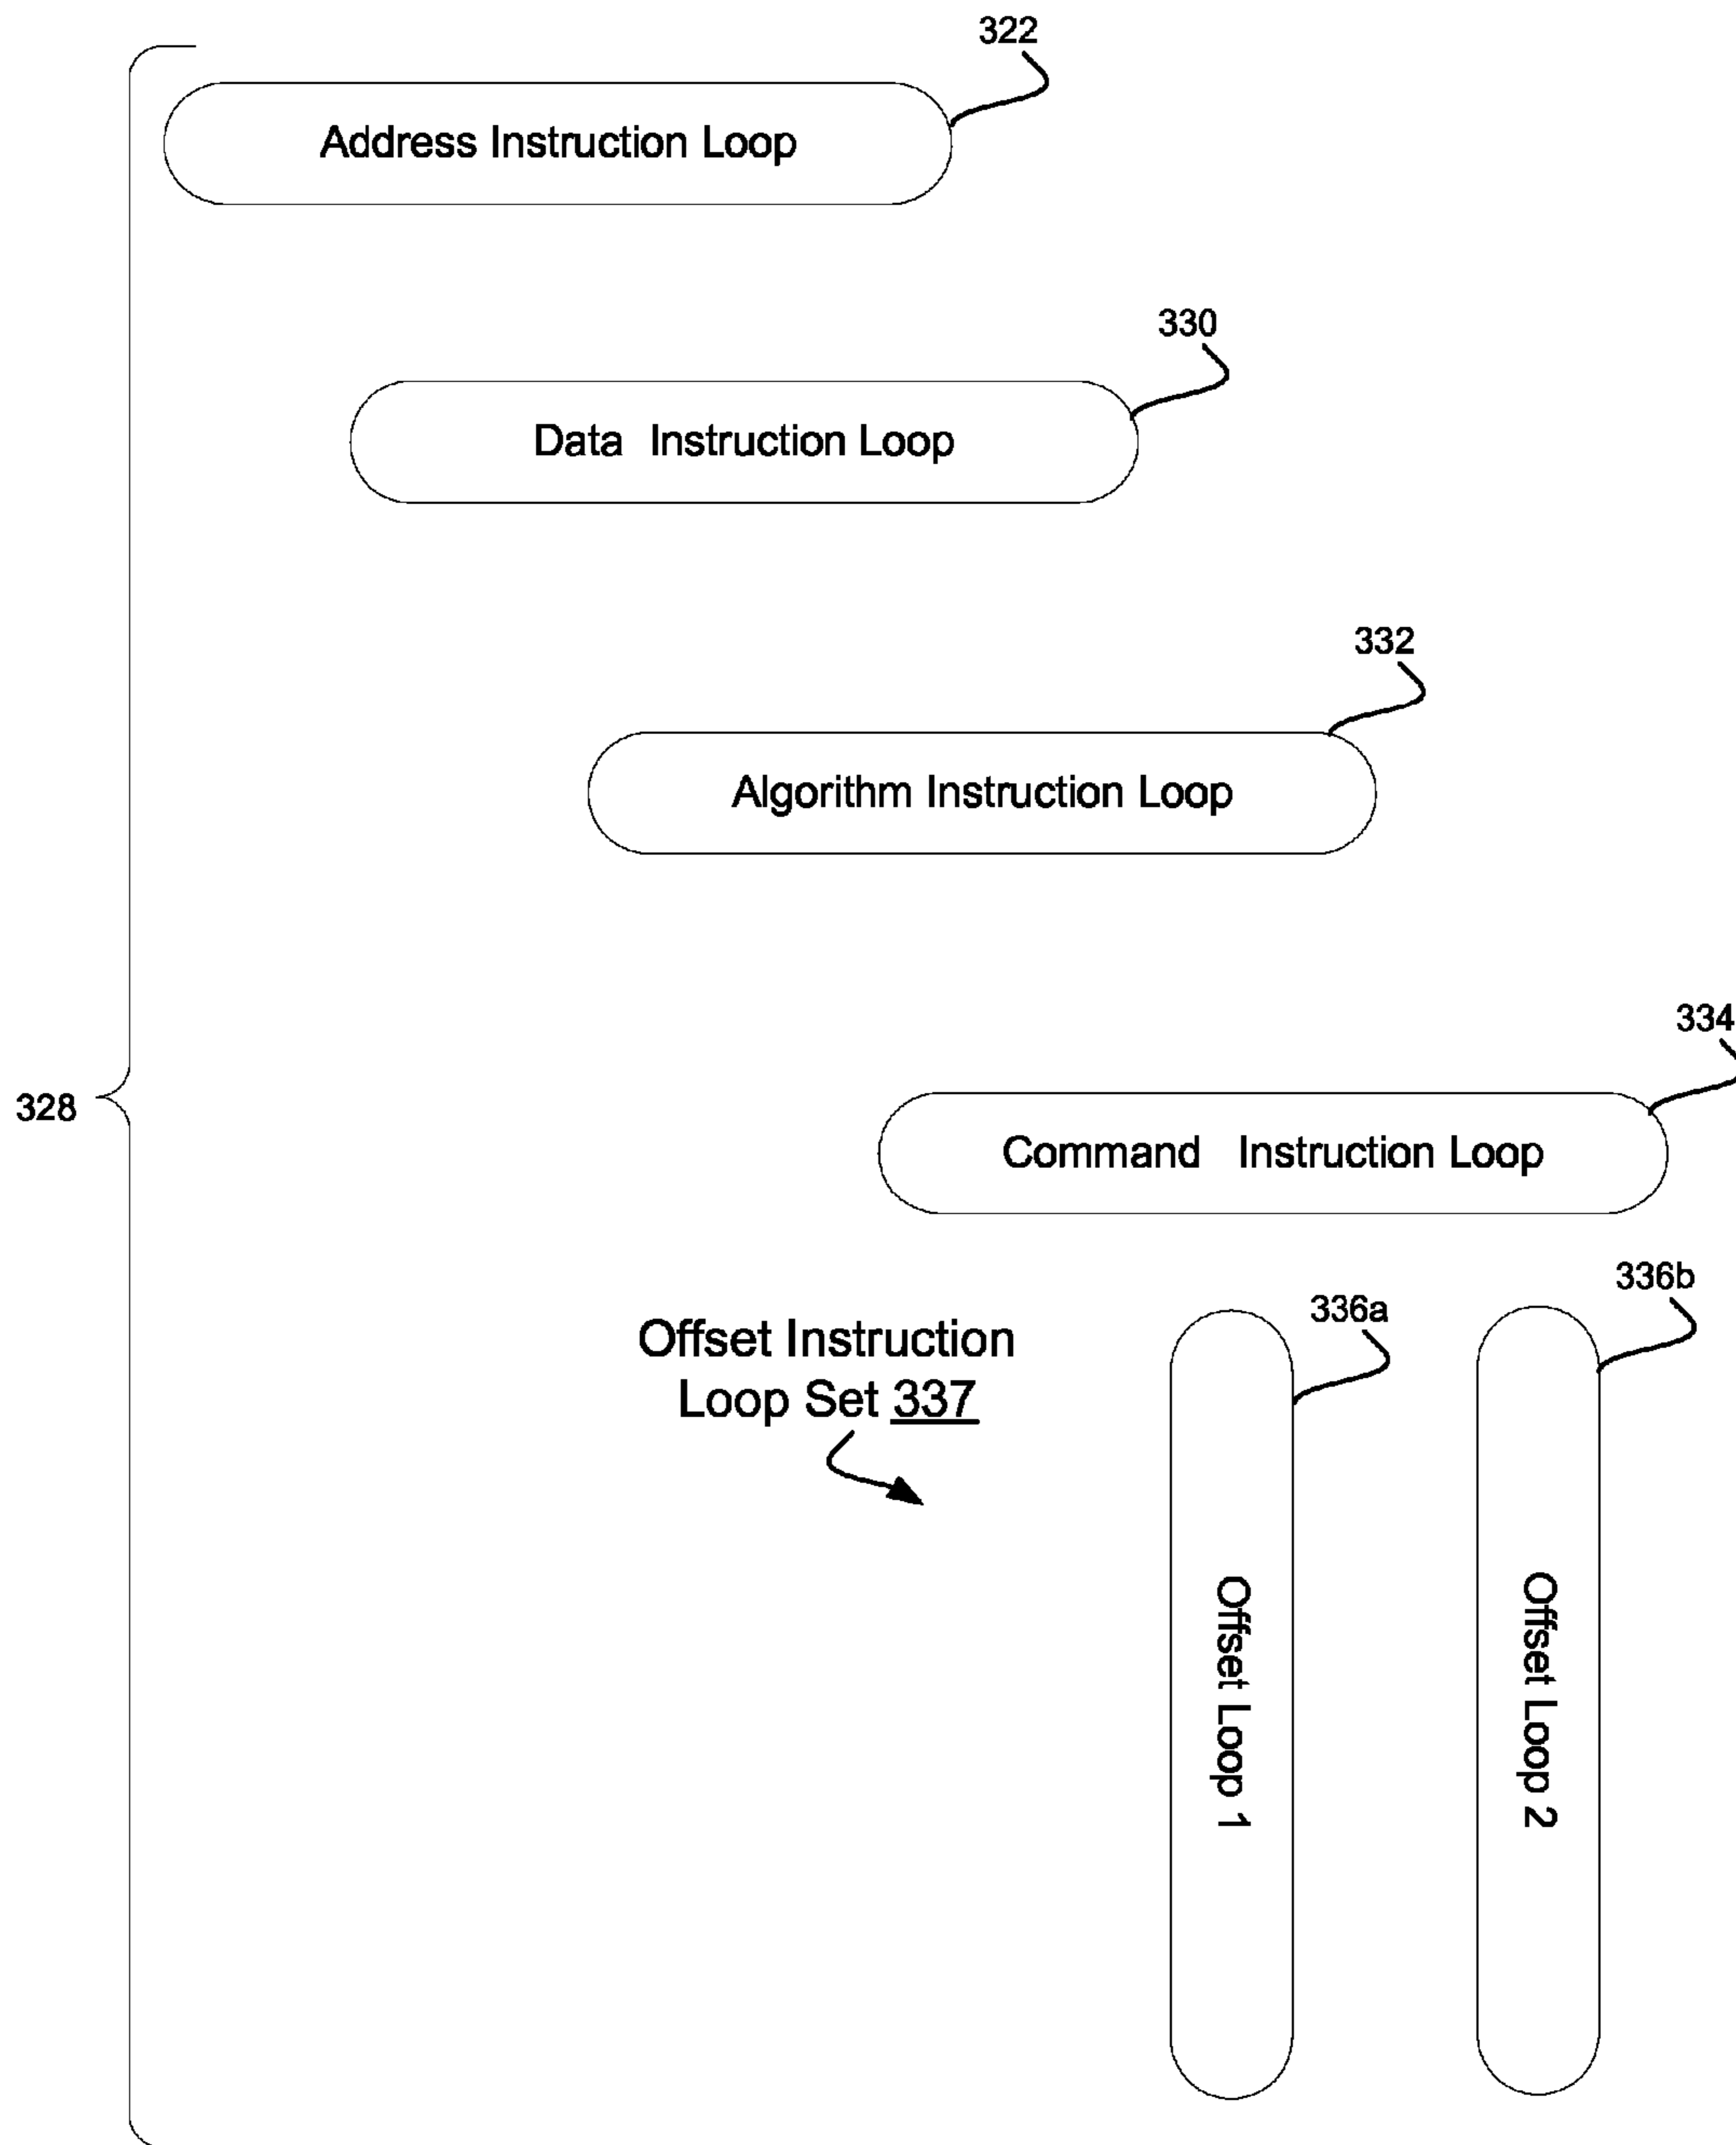 322
Address Instruction Loop
330
Data Instruction Loop
332
Algorithm Instruction Loop
334
328
Command Instruction Loop
336b
336a
Offset Instruction
Loop Set 337
Offset Loop 1
Offset Loop 2